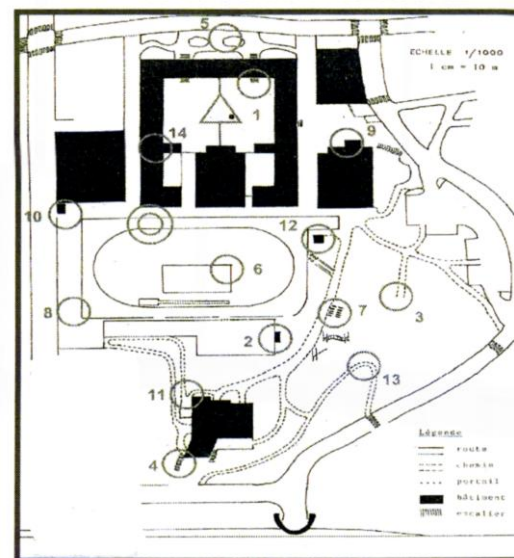 5
ECHELLE 1/1000
1 cm = 10 m
1
14
9
10
12
6
8
7
3
2
13
11
4
Légende
route
chemin
portail
bâtiment
escalier